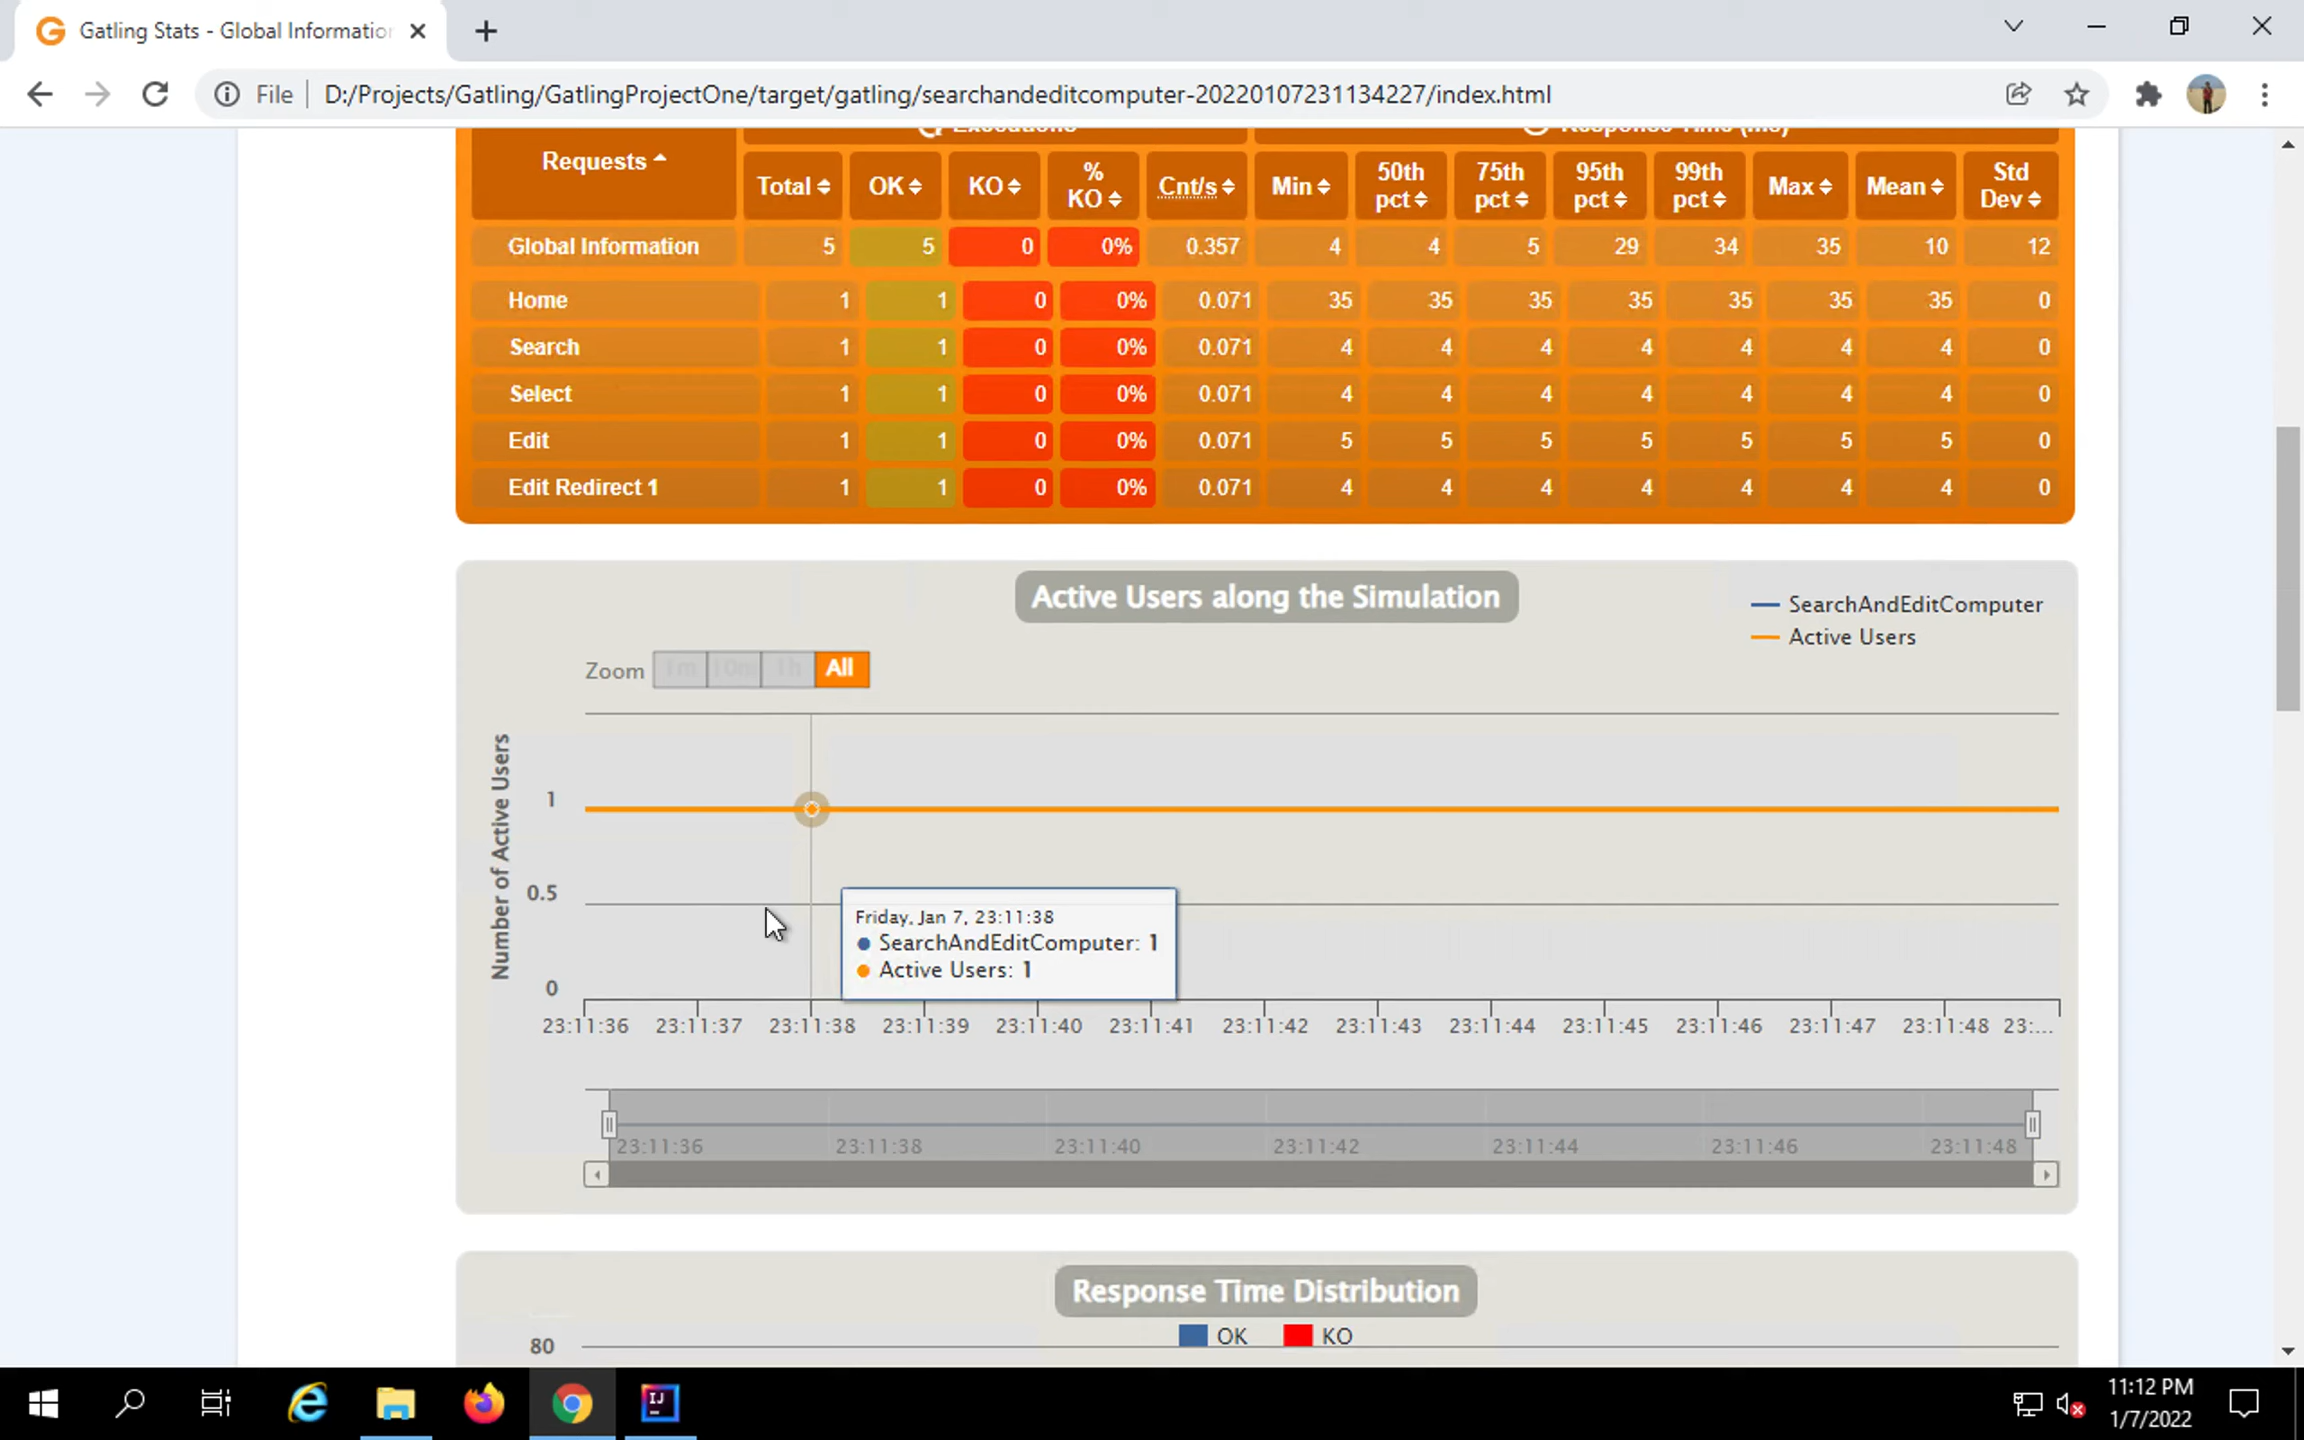 Gatling Stats - Global Information
File D:/Projects/Gatling/GatlingProjectOne/target/gatling/searchandeditcomputer-20220107231134227/index.html
Executions Response Time (ms)
Requests Total OK KO % KO Cnt/s Min 50th pct 75th pct 95th pct 99th pct Max Mean Std Dev
Global Information 5 5 0 0% 0.357 4 4 5 29 34 35 10 12
Home 1 1 0 0% 0.071 35 35 35 35 35 35 35 0
Search 1 1 0 0% 0.071 4 4 4 4 4 4 4 0
Select 1 1 0 0% 0.071 4 4 4 4 4 4 4 0
Edit 1 1 0 0% 0.071 5 5 5 5 5 5 5 0
Edit Redirect 1 1 1 0 0% 0.071 4 4 4 4 4 4 4 0
Active Users along the Simulation
SearchAndEditComputer
Active Users
Zoom 1m 10m 1h All
Number of Active Users
1
0.5
0
Friday, Jan 7, 23:11:38
SearchAndEditComputer: 1
Active Users: 1
23:11:36 23:11:37 23:11:38 23:11:39 23:11:40 23:11:41 23:11:42 23:11:43 23:11:44 23:11:45 23:11:46 23:11:47 23:11:48 23:...
23:11:36 23:11:38 23:11:40 23:11:42 23:11:44 23:11:46 23:11:48
Response Time Distribution
OK KO
80
IJ
11:12 PM
1/7/2022